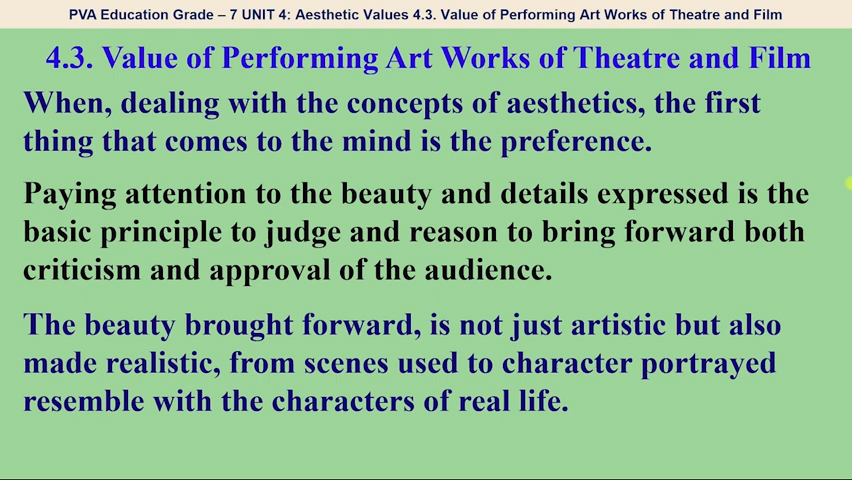 PVA Education Grade – 7 UNIT 4: Aesthetic Values 4.3. Value of Performing Art Works of Theatre and Film
4.3. Value of Performing Art Works of Theatre and Film
When, dealing with the concepts of aesthetics, the first
thing that comes to the mind is the preference.
Paying attention to the beauty and details expressed is the
basic principle to judge and reason to bring forward both
criticism and approval of the audience.
The beauty brought forward, is not just artistic but also
made realistic, from scenes used to character portrayed
resemble with the characters of real life.